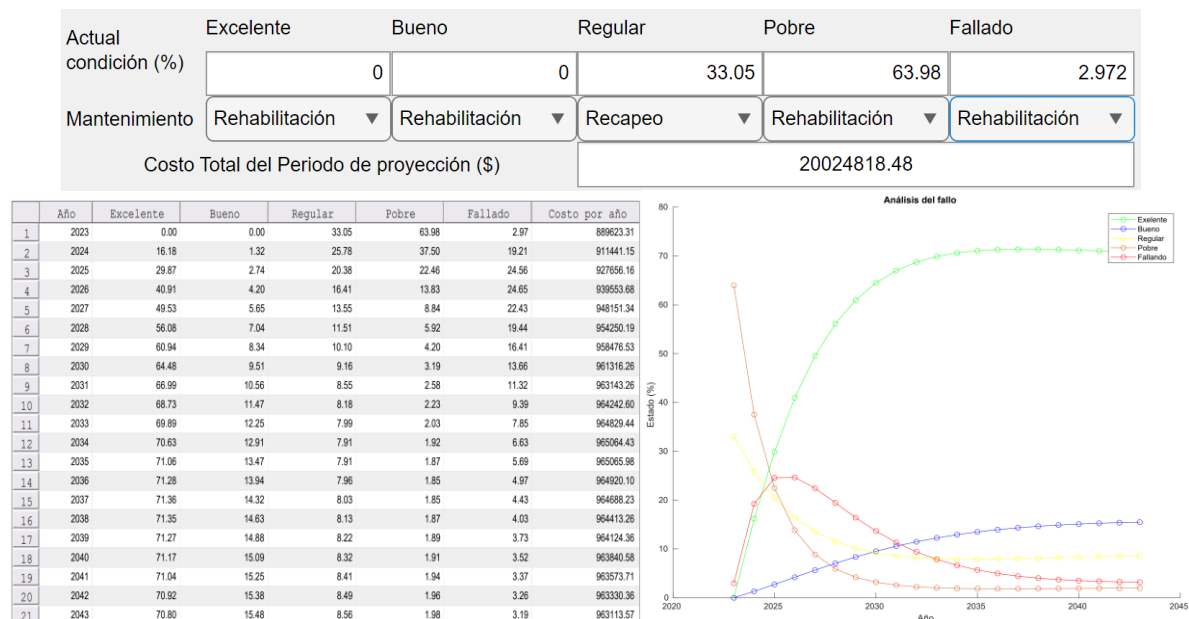 Actual condición (%) Excelente Bueno Regular Pobre Fallado
0 0 33.05 63.98 2.972
Mantenimiento Rehabilitación Rehabilitación Recapeo Rehabilitación Rehabilitación
Costo Total del Periodo de proyección ($) 20024818.48
Año Excelente Bueno Regular Pobre Fallado Costo por año
1 2023 0.00 0.00 33.05 63.98 2.97 889623.31
2 2024 16.18 1.32 25.78 37.50 19.21 911441.15
3 2025 29.87 2.74 20.38 22.46 24.56 927656.16
4 2026 40.91 4.20 16.41 13.83 24.65 939553.68
5 2027 49.53 5.65 13.55 8.84 22.43 948151.34
6 2028 56.08 7.04 11.51 5.92 19.44 954250.19
7 2029 60.94 8.34 10.10 4.20 16.41 958476.53
8 2030 64.48 9.51 9.16 3.19 13.66 961316.26
9 2031 66.99 10.56 8.55 2.58 11.32 963143.26
10 2032 68.73 11.47 8.18 2.23 9.39 964242.60
11 2033 69.89 12.25 7.99 2.03 7.85 964829.44
12 2034 70.63 12.91 7.91 1.92 6.63 965064.43
13 2035 71.06 13.47 7.91 1.87 5.69 965065.98
14 2036 71.28 13.94 7.96 1.85 4.97 964920.10
15 2037 71.36 14.32 8.03 1.85 4.43 964688.23
16 2038 71.35 14.63 8.13 1.87 4.03 964413.26
17 2039 71.27 14.88 8.22 1.89 3.73 964124.36
18 2040 71.17 15.09 8.32 1.91 3.52 963840.58
19 2041 71.04 15.25 8.41 1.94 3.37 963573.71
20 2042 70.92 15.38 8.49 1.96 3.26 963330.36
21 2043 70.80 15.48 8.56 1.98 3.19 963113.57
Análisis del fallo
Exelente
Bueno
Regular
Pobre
Fallando
Estado (%)
80
70
60
50
40
30
20
10
0
2020 2025 2030 2035 2040 2045
Año